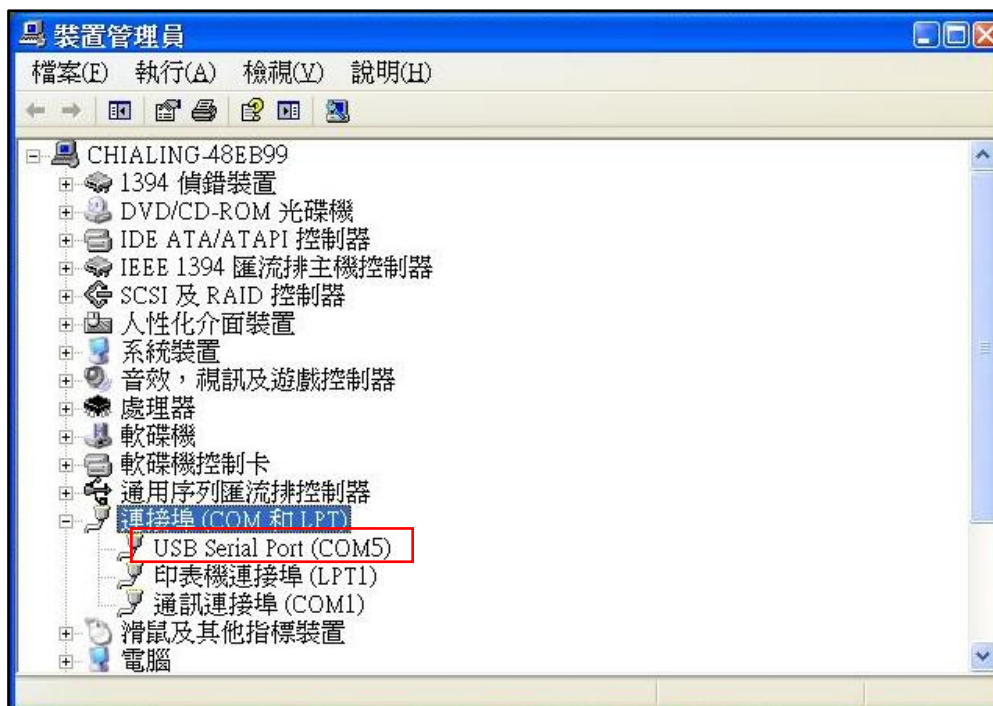 裝置管理員
檔案(F) 執行(A) 檢視(V) 說明(H)
CHIALING-48EB99
1394 偵錯裝置
DVD/CD-ROM 光碟機
IDE ATA/ATAPI 控制器
IEEE 1394 匯流排主機控制器
SCSI 及 RAID 控制器
人性化介面裝置
系統裝置
音效，視訊及遊戲控制器
處理器
軟碟機
軟碟機控制卡
通用序列匯流排控制器
連接埠 (COM 和 LPT)
USB Serial Port (COM5)
印表機連接埠 (LPT1)
通訊連接埠 (COM1)
滑鼠及其他指標裝置
電腦